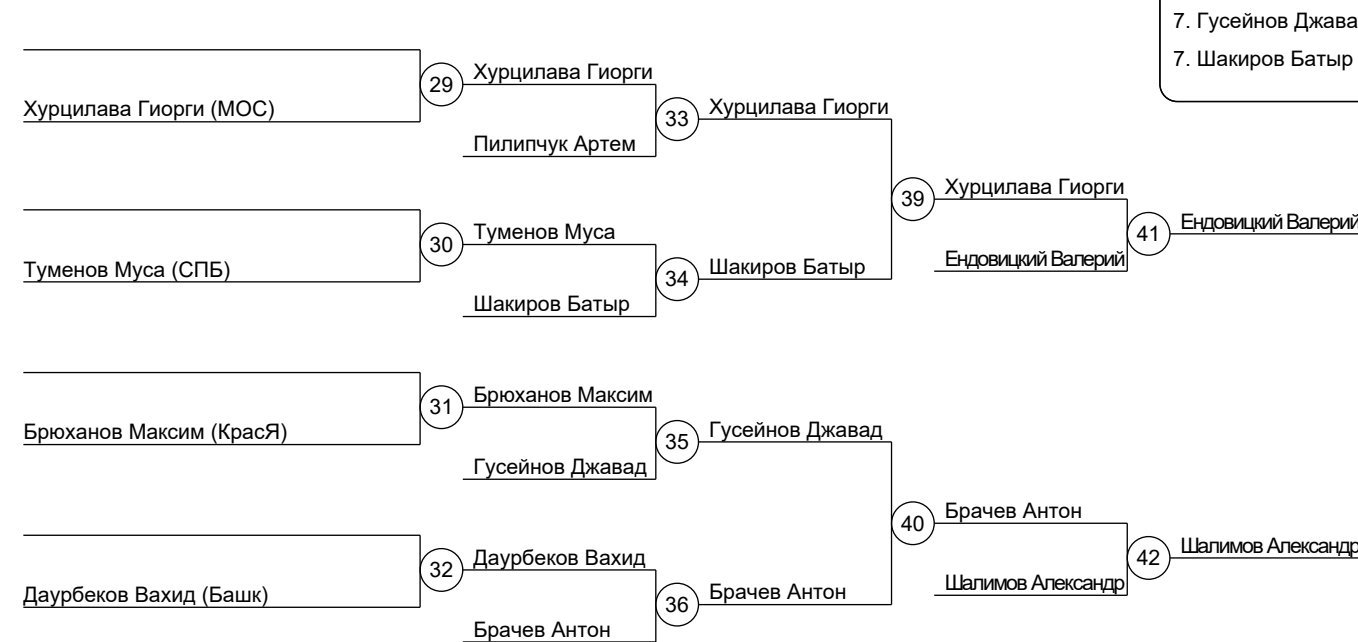 7. Гусейнов Джава
7. Шакиров Батыр
29
Хурцилава Гиорги
Хурцилава Гиорги (МОС)
33
Хурцилава Гиорги
Пилипчук Артем
39
Хурцилава Гиорги
30
Туменов Муса
41
Ендовицкий Валерий
Туменов Муса (СПБ)
34
Шакиров Батыр
Ендовицкий Валерий
Шакиров Батыр
31
Брюханов Максим
Брюханов Максим (КрасЯ)
35
Гусейнов Джавад
Гусейнов Джавад
40
Брачев Антон
32
Даурбеков Вахид
42
Шалимов Александр
Даурбеков Вахид (Башк)
36
Брачев Антон
Шалимов Александр
Брачев Антон